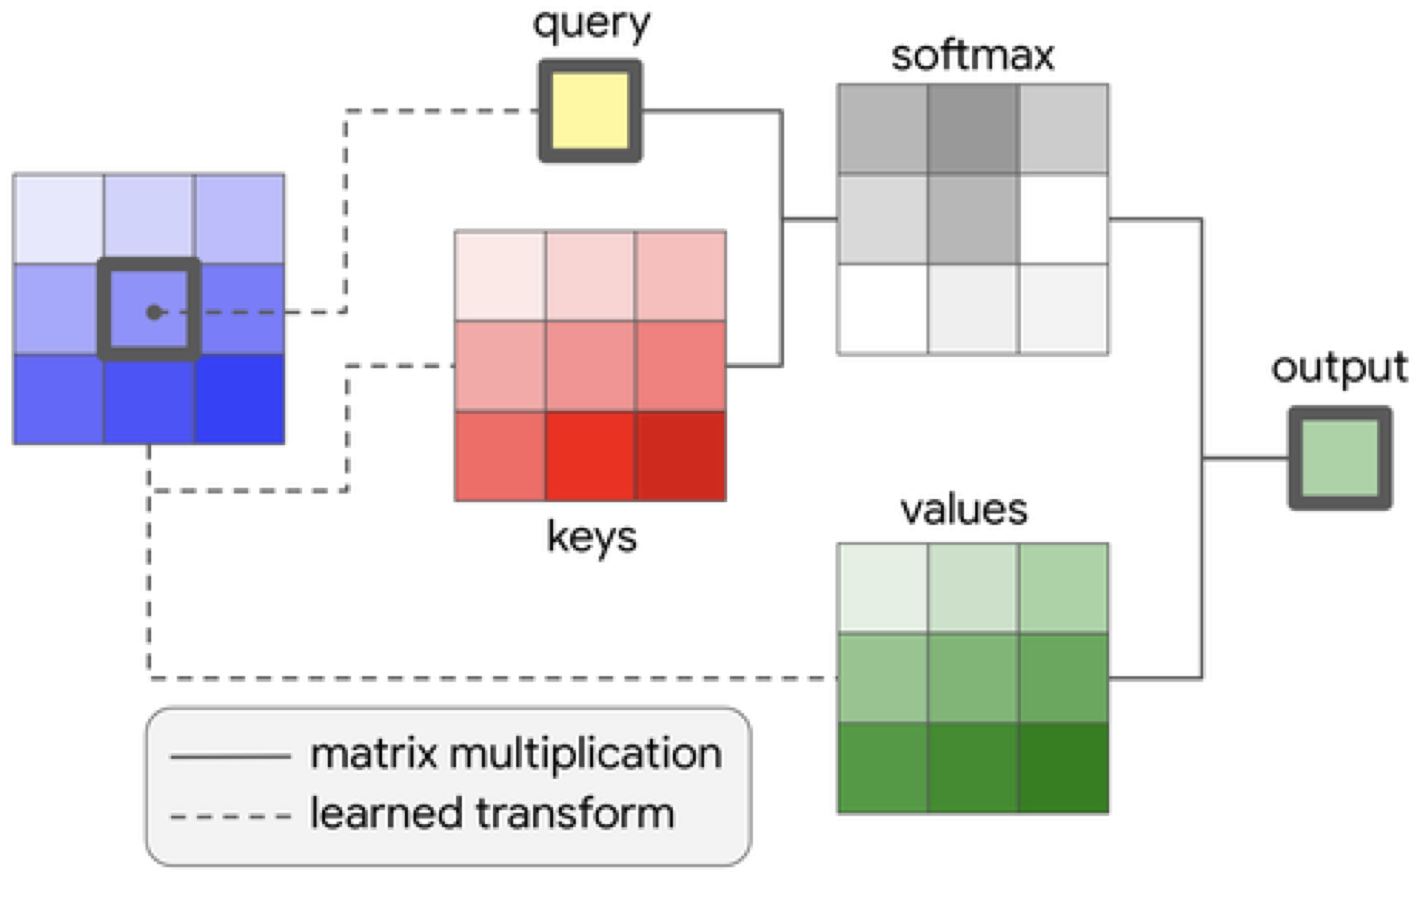 query
softmax
output
keys
values
matrix multiplication
learned transform